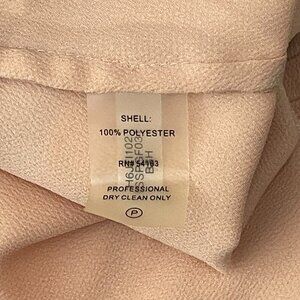 SHELL:
100% POLYESTER
RN# 54163
PROFESSIONAL
DRY CLEAN ONLY
P